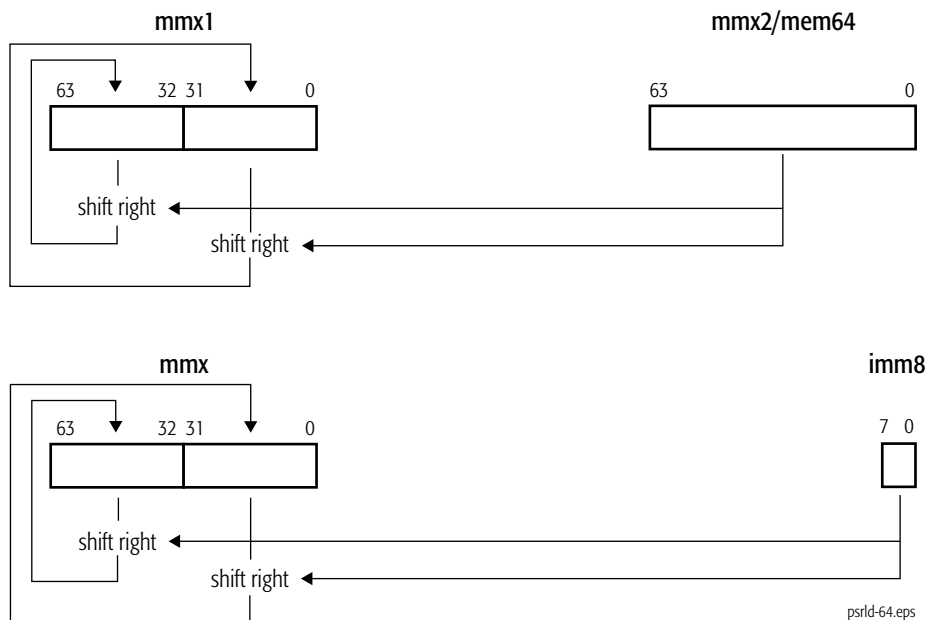 mmx1 mmx2/mem64
63 32 31 0 63 0
shift right
shift right
mmx imm8
63 32 31 0 7 0
shift right
shift right
psrld-64.eps